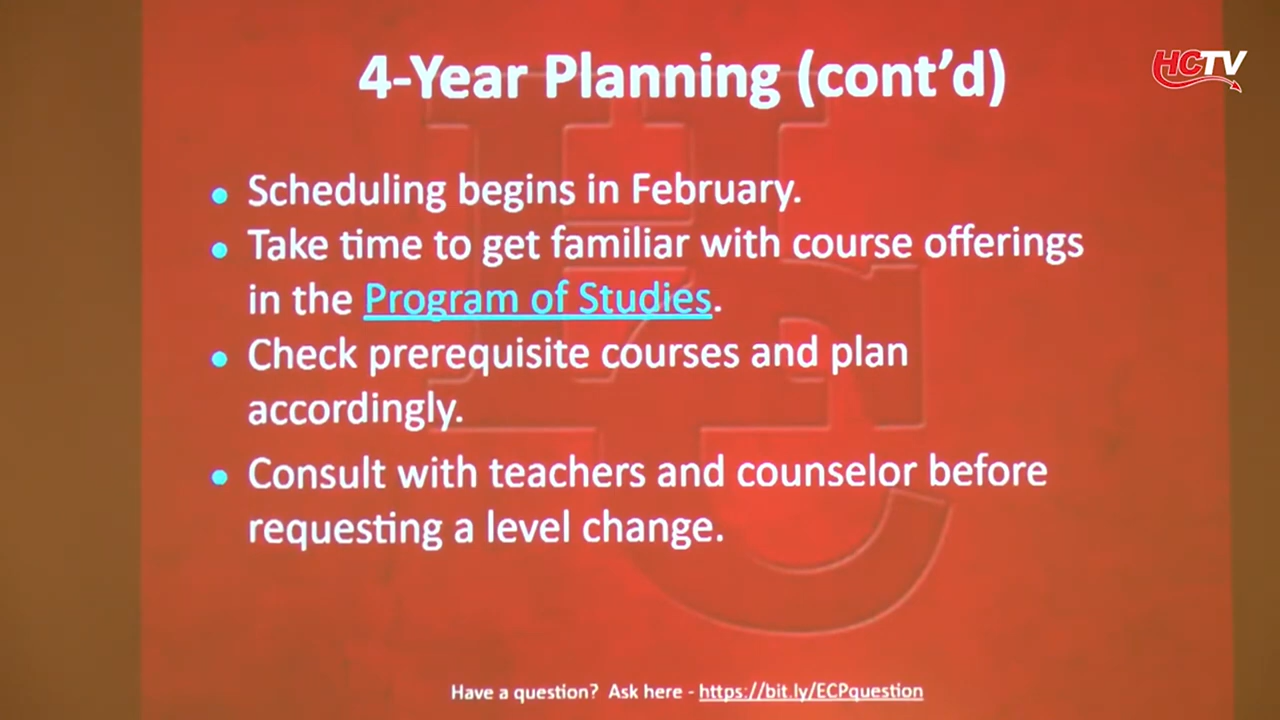 4-Year Planning (cont'd)
HCTV
Scheduling begins in February.
Take time to get familiar with course offerings
in the Program of Studies.
Check prerequisite courses and plan
accordingly.
Consult with teachers and counselor before
requesting a level change.
Have a question? Ask here - https://bit.ly/ECPquestion